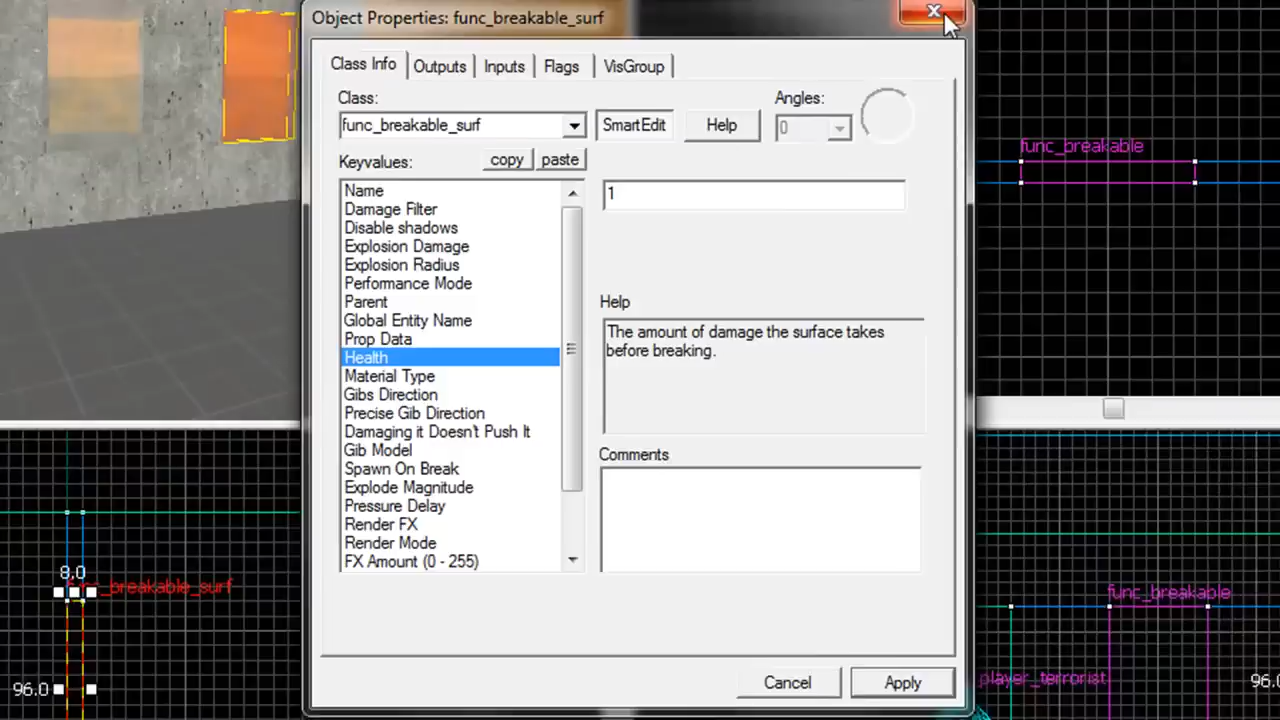 Object Properties: func_breakable_surf
Class Info
Outputs
Inputs
Flags
VisGroup
Class:
Angles:
func_breakable_surf
SmartEdit
Help
0
Keyvalues:
copy
paste
Name
Damage Filter
Disable shadows
Explosion Damage
Explosion Radius
Performance Mode
Parent
Global Entity Name
Prop Data
Health
Material Type
Gibs Direction
Precise Gib Direction
Damaging it Doesn't Push It
Gib Model
Spawn On Break
Explode Magnitude
Pressure Delay
Render FX
Render Mode
FX Amount (0 - 255)
1
Help
The amount of damage the surface takes
before breaking.
Comments
Cancel
Apply
func_breakable
8,0
func_breakable_surf
96.0
func_breakable
player_terrorist
96.0